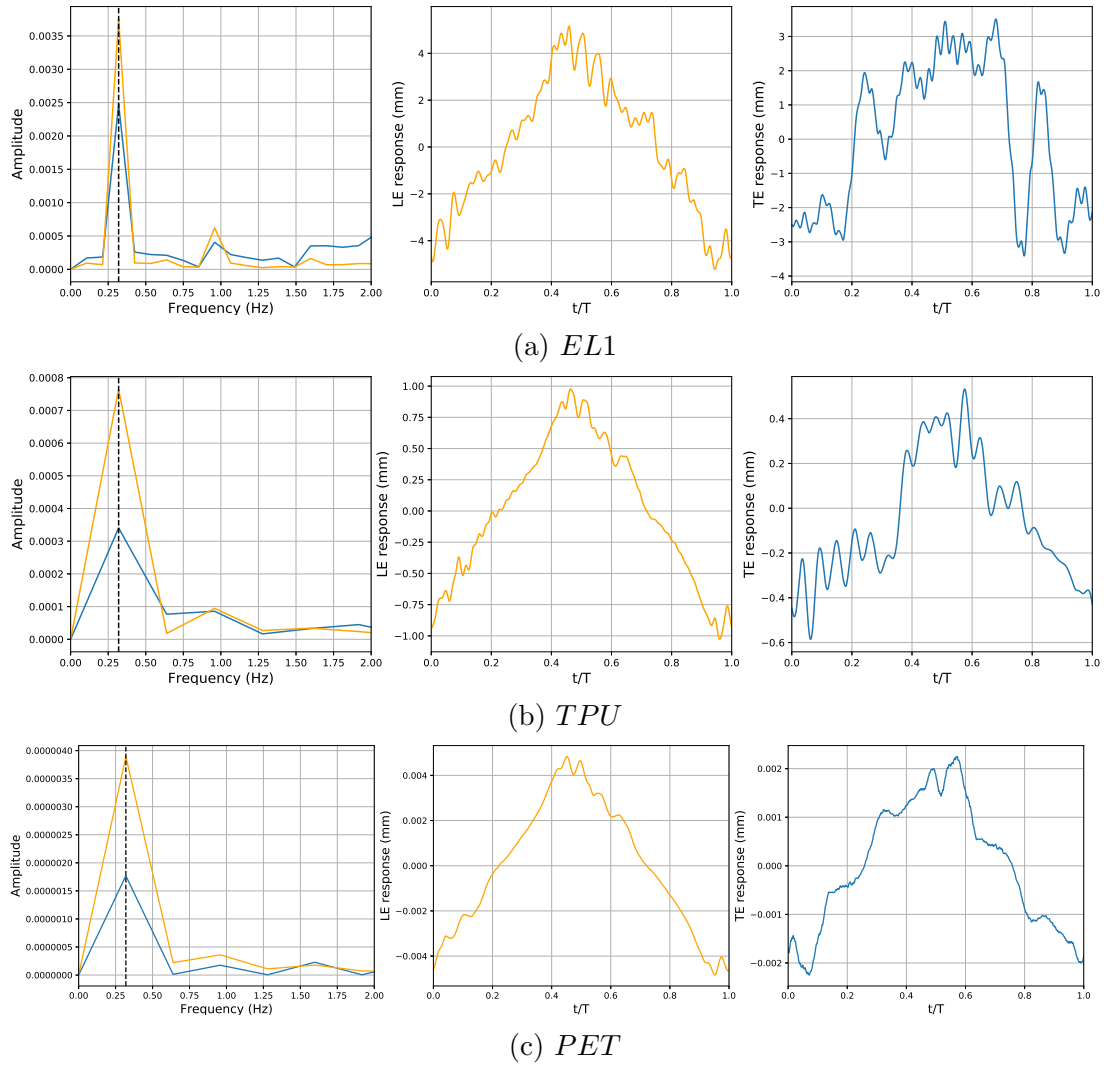 0.0035
0.0030
0.0025
0.0020
0.0015
0.0010
0.0005
0.0000
Amplitude
0.00 0.25 0.50 0.75 1.00 1.25 1.50 1.75 2.00
Frequency (Hz)
4
2
0
−2
−4
LE response (mm)
0.0 0.2 0.4 0.6 0.8 1.0
t/T
3
2
1
0
−1
−2
−3
−4
TE response (mm)
0.0 0.2 0.4 0.6 0.8 1.0
t/T
(a) EL1
0.0008
0.0007
0.0006
0.0005
0.0004
0.0003
0.0002
0.0001
0.0000
Amplitude
0.00 0.25 0.50 0.75 1.00 1.25 1.50 1.75 2.00
Frequency (Hz)
1.00
0.75
0.50
0.25
0.00
−0.25
−0.50
−0.75
−1.00
LE response (mm)
0.0 0.2 0.4 0.6 0.8 1.0
t/T
0.4
0.2
0.0
−0.2
−0.4
−0.6
TE response (mm)
0.0 0.2 0.4 0.6 0.8 1.0
t/T
(b) TPU
0.0000040
0.0000035
0.0000030
0.0000025
0.0000020
0.0000015
0.0000010
0.0000005
0.0000000
Amplitude
0.00 0.25 0.50 0.75 1.00 1.25 1.50 1.75 2.00
Frequency (Hz)
0.004
0.002
0.000
−0.002
−0.004
LE response (mm)
0.0 0.2 0.4 0.6 0.8 1.0
t/T
0.002
0.001
0.000
−0.001
−0.002
TE response (mm)
0.0 0.2 0.4 0.6 0.8 1.0
t/T
(c) PET